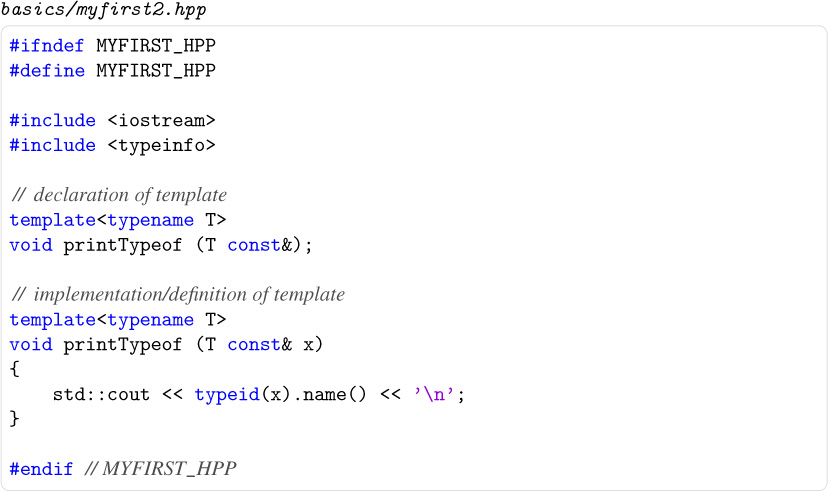 basics/myfirst2.hpp
#ifndef MYFIRST_HPP
#define MYFIRST_HPP
#include <iostream>
#include <typeinfo>
// declaration of template
template<typename T>
void printTypeof (T const&);
// implementation/definition of template
template<typename T>
void printTypeof (T const& x)
{
    std::cout << typeid(x).name() << ’\n’;
}
#endif // MYFIRST_HPP